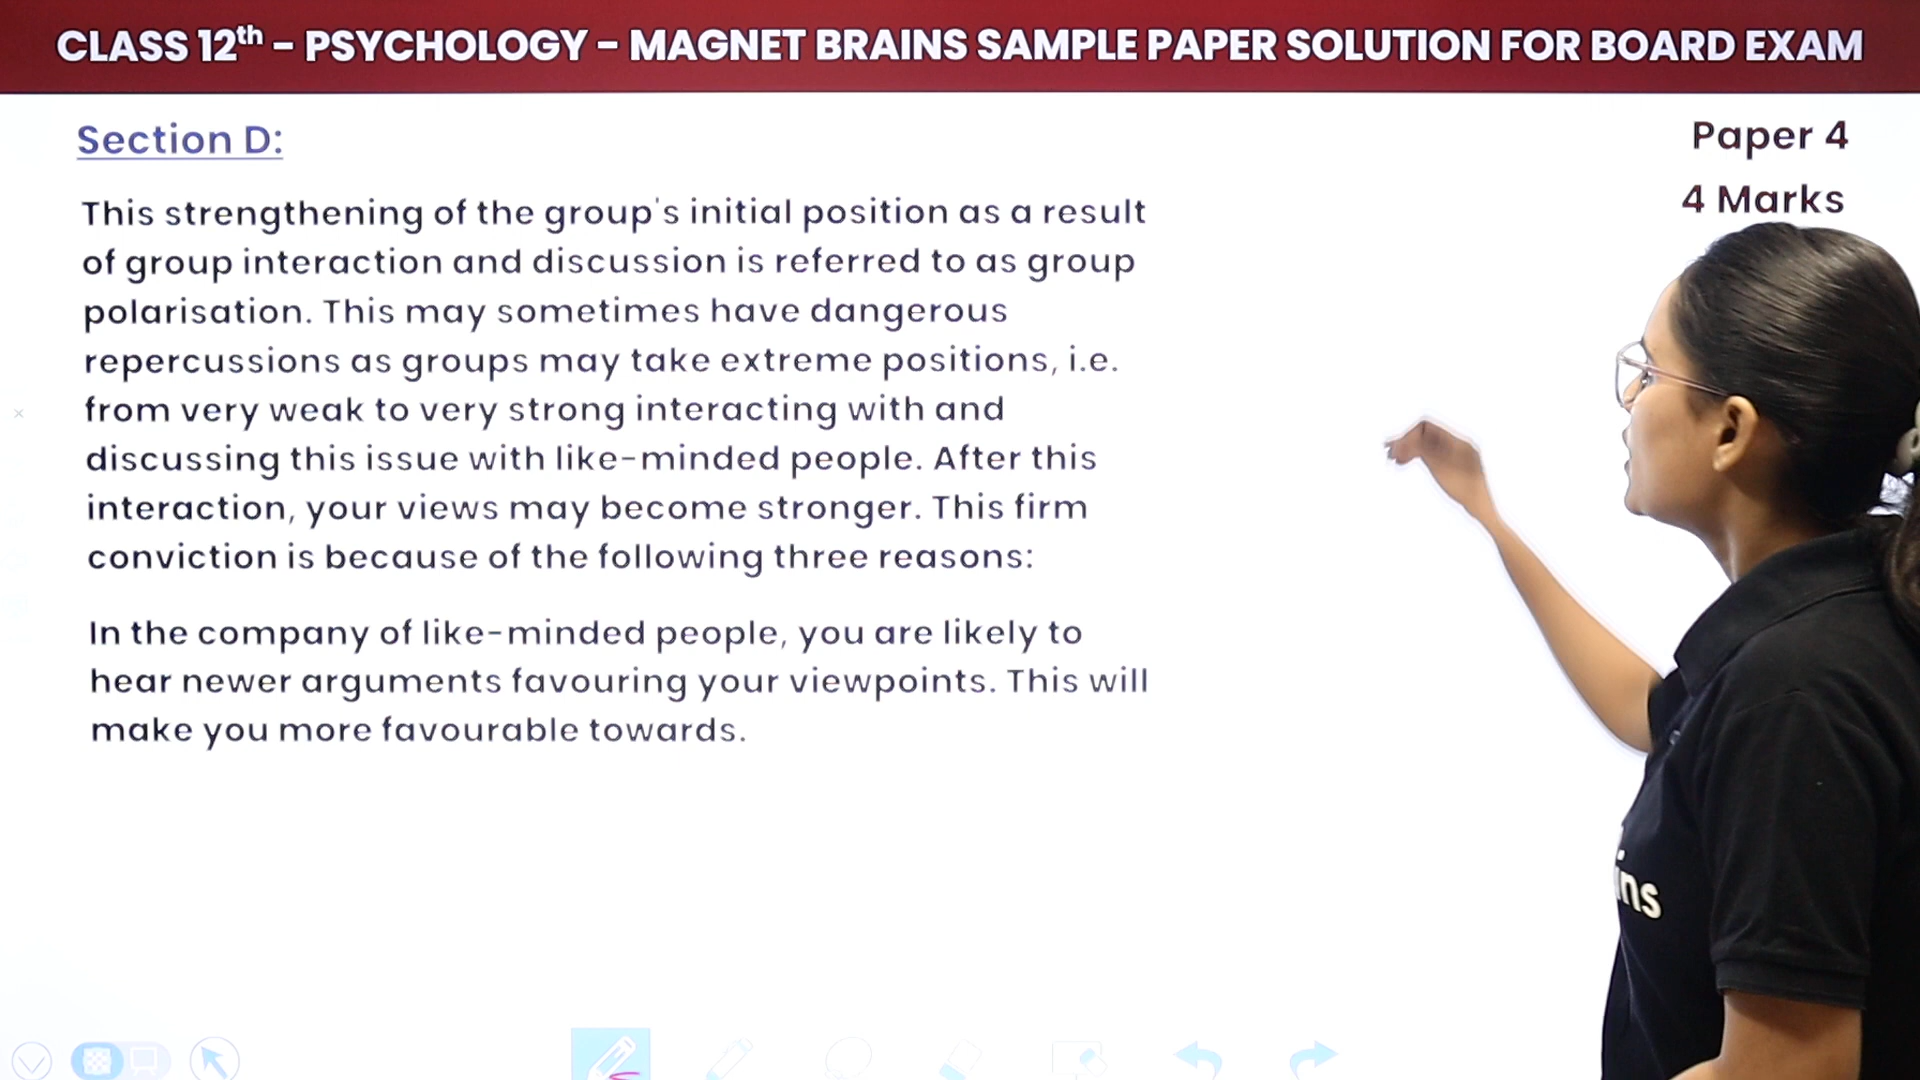 CLASS 12th – PSYCHOLOGY – MAGNET BRAINS SAMPLE PAPER SOLUTION FOR BOARD EXAM
Section D:
Paper 4
4 Marks
This strengthening of the group's initial position as a result
of group interaction and discussion is referred to as group
polarisation. This may sometimes have dangerous
repercussions as groups may take extreme positions, i.e.
from very weak to very strong interacting with and
discussing this issue with like-minded people. After this
interaction, your views may become stronger. This firm
conviction is because of the following three reasons:
In the company of like-minded people, you are likely to
hear newer arguments favouring your viewpoints. This will
make you more favourable towards.